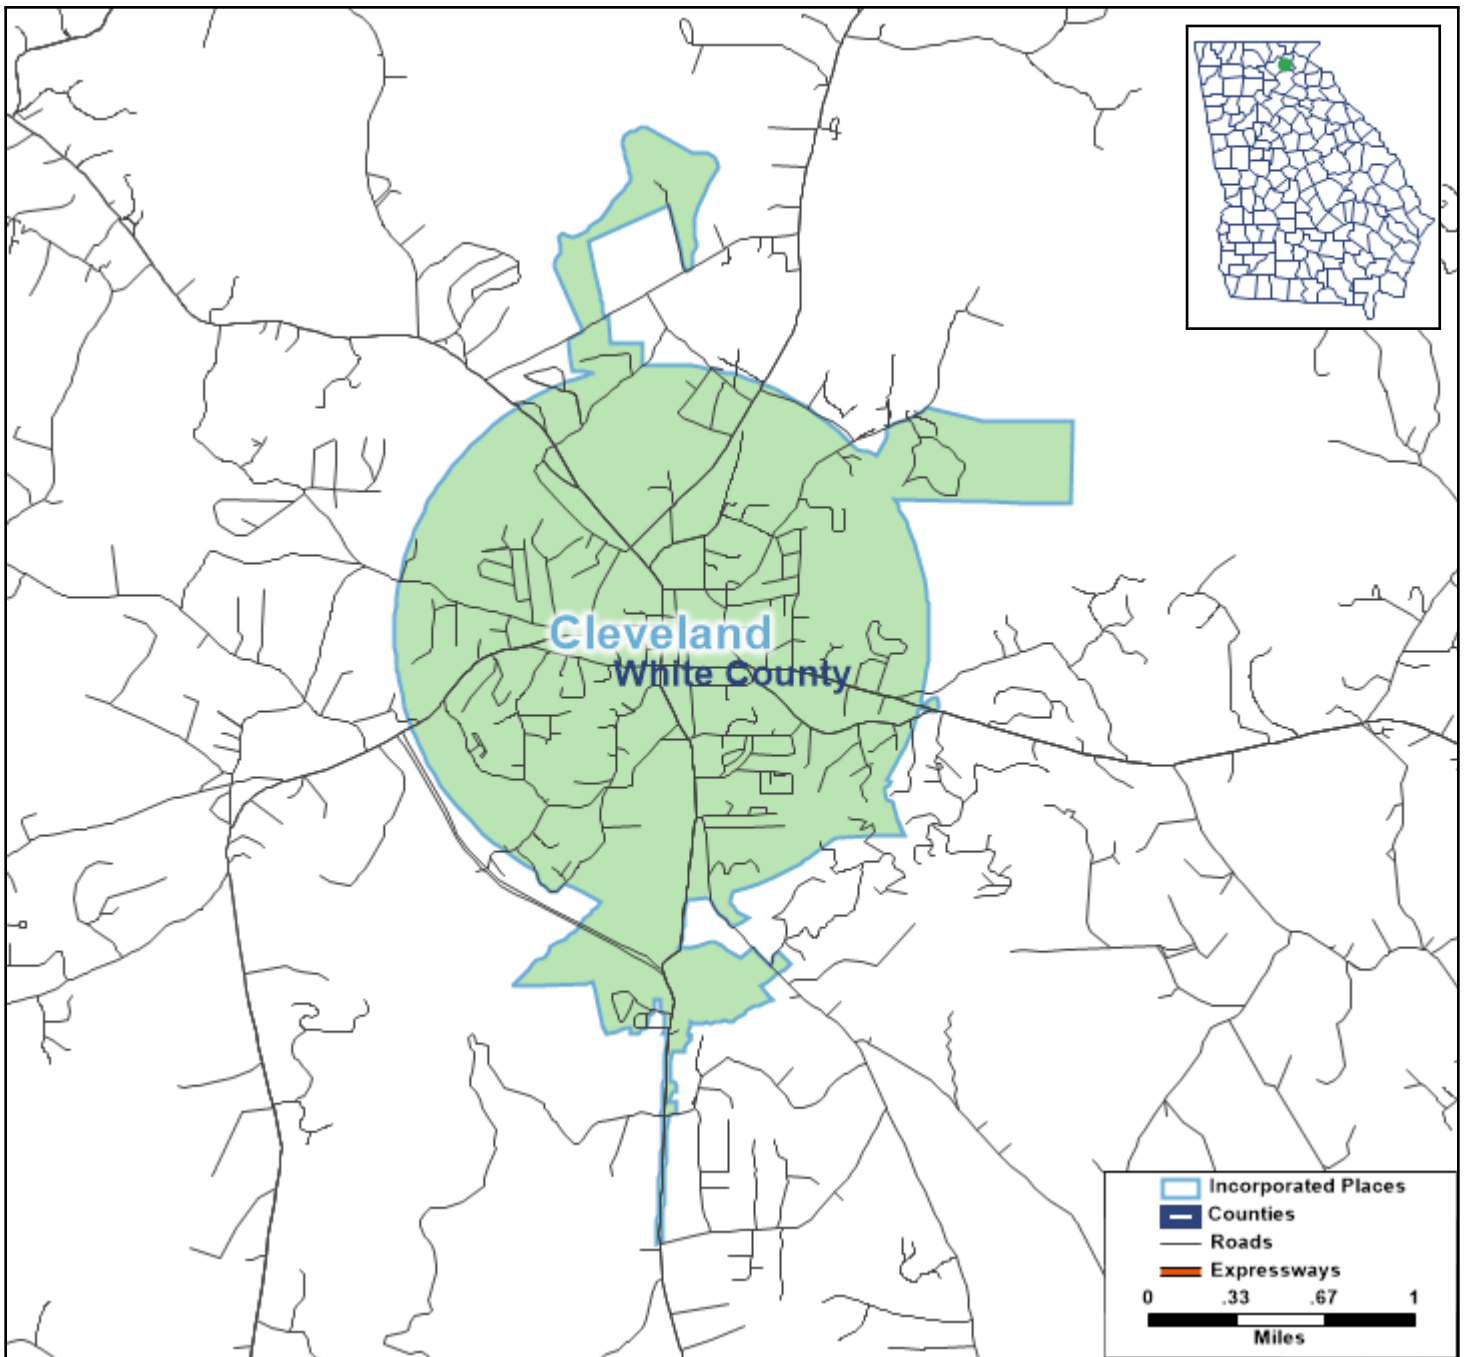 Cleveland
White County
Incorporated Places
Counties
Roads
Expressways
0 .33 .67 1
Miles